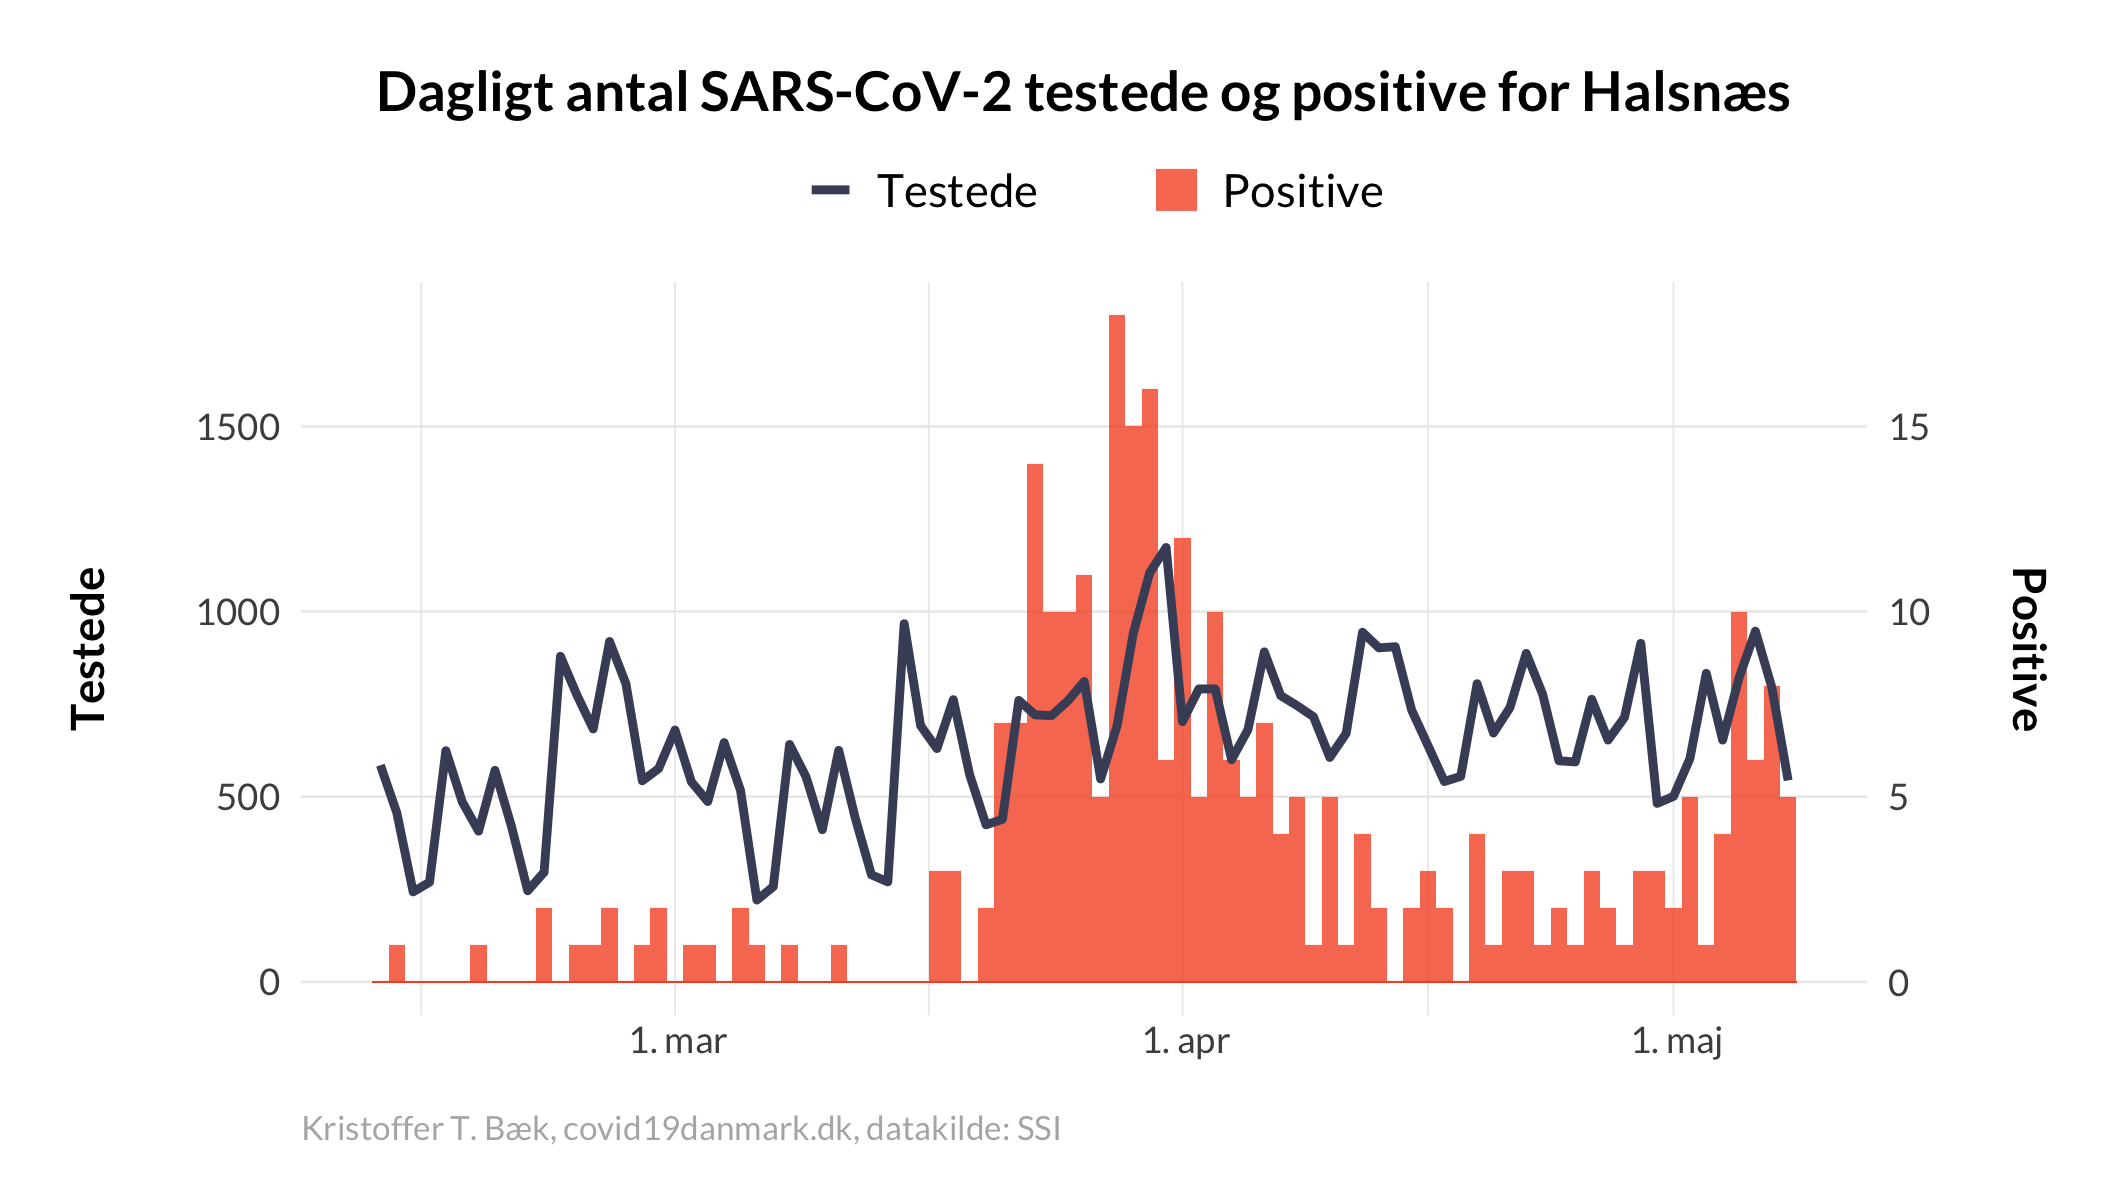 Dagligt antal SARS-CoV-2 testede og positive for Halsnæs
Testede
Positive
Testede
1500
1000
500
0
15
10
5
0
Positive
1. mar
1. apr
1. maj
Kristoffer T. Bæk, covid19danmark.dk, datakilde: SSI